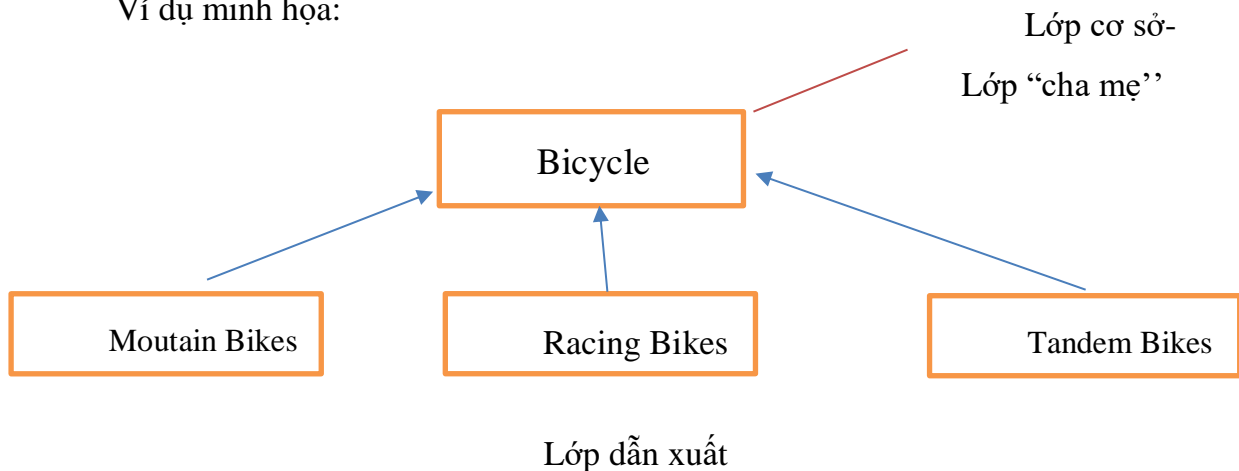 Ví dụ minh họa:
Lớp cơ sở-
Lớp “cha mẹ’’
Bicycle
Moutain Bikes
Racing Bikes
Tandem Bikes
Lớp dẫn xuất